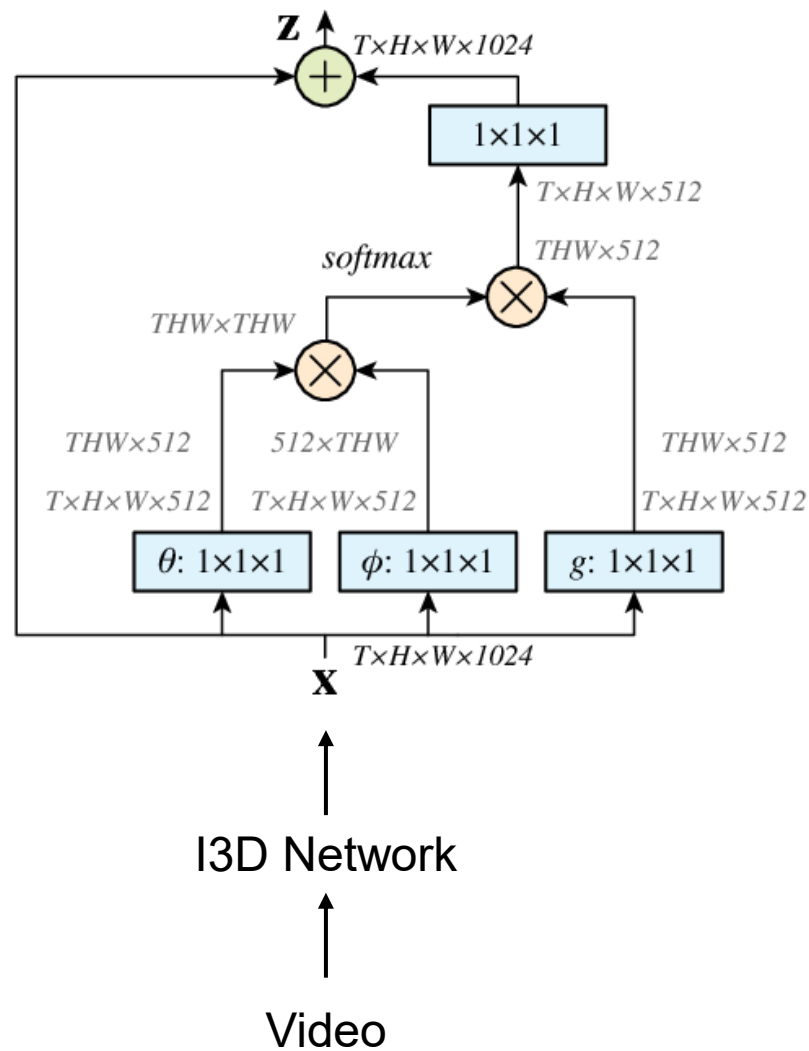 z
T×H×W×1024
+
1×1×1
T×H×W×512
THW×512
softmax
×
THW×THW
×
THW×512 512×THW THW×512
T×H×W×512 T×H×W×512 T×H×W×512
θ: 1×1×1 ϕ: 1×1×1 g: 1×1×1
T×H×W×1024
x
I3D Network
Video